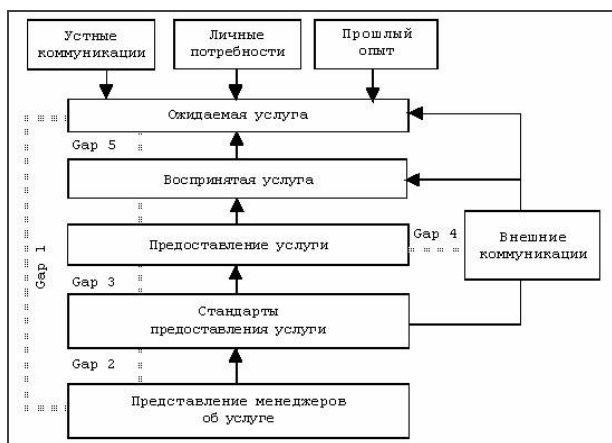 Устные
коммуникации
Личные
потребности
Прошлый
опыт
Ожидаемая услуга
Gap 5
Воспринятая услуга
Gap 1
Предоставление услуги
Gap 4
Внешние
коммуникации
Gap 3
Стандарты
предоставления услуги
Gap 2
Представление менеджеров
об услуге